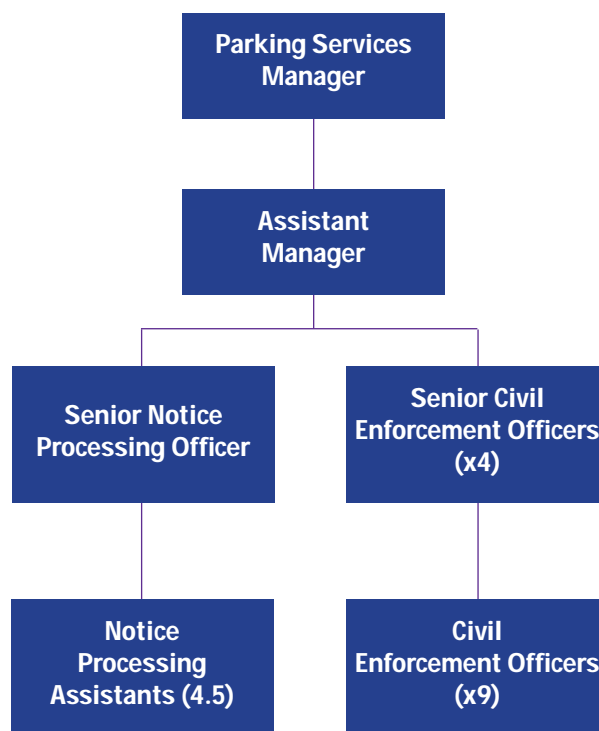 Parking Services
Manager
Assistant
Manager
Senior Notice
Processing Officer
Senior Civil
Enforcement Officers
(x4)
Notice
Processing
Assistants (4.5)
Civil
Enforcement Officers
(x9)